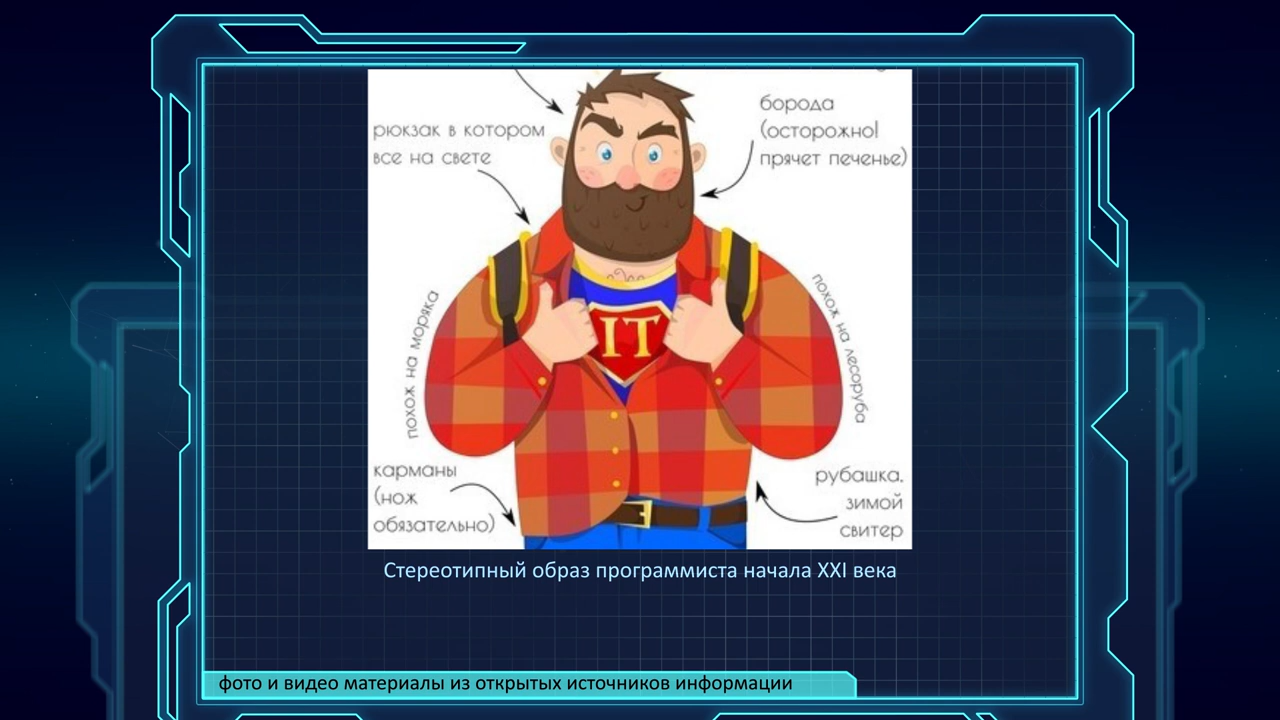 рюкзак в котором
все на свете
борода
(осторожно!
прячет печенье)
похож на моряка
IT
похож на лесоруба
карманы
(нож
обязательно)
рубашка.
зимой
свитер
Стереотипный образ программиста начала XXI века
фото и видео материалы из открытых источников информации